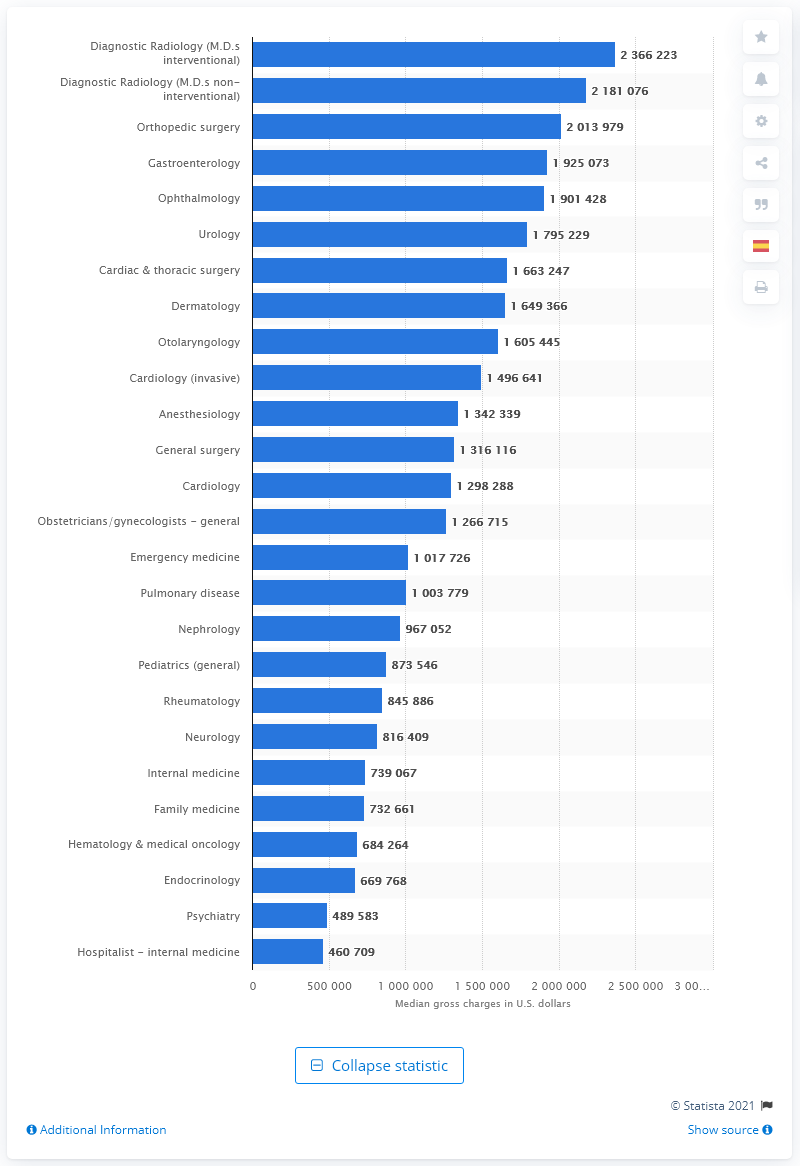 Diagnostic Radiology (M.D.s
interventional)
2 366 223
Diagnostic Radiology (M.D.s non-
interventional)
2 181 076
Orthopedic surgery
2 013 979
Gastroenterology
1 925 073
Ophthalmology
1 901 428
Urology
1 795 229
Cardiac & thoracic surgery
1 663 247
Dermatology
1 649 366
Otolaryngology
1 605 445
Cardiology (invasive)
1 496 641
Anesthesiology
1 342 339
General surgery
1 316 116
Cardiology
1 298 288
Obstetricians/gynecologists - general
1 266 715
Emergency medicine
1 017 726
Pulmonary disease
1 003 779
Nephrology
967 052
Pediatrics (general)
873 546
Rheumatology
845 886
Neurology
816 409
Internal medicine
739 067
Family medicine
732 661
Hematology & medical oncology
684 264
Endocrinology
669 768
Psychiatry
489 583
Hospitalist - internal medicine
460 709
0 500 000 1 000 000 1 500 000 2 000 000 2 500 000 3 00…
Median gross charges in U.S. dollars
Collapse statistic
© Statista 2021
Additional Information
Show source